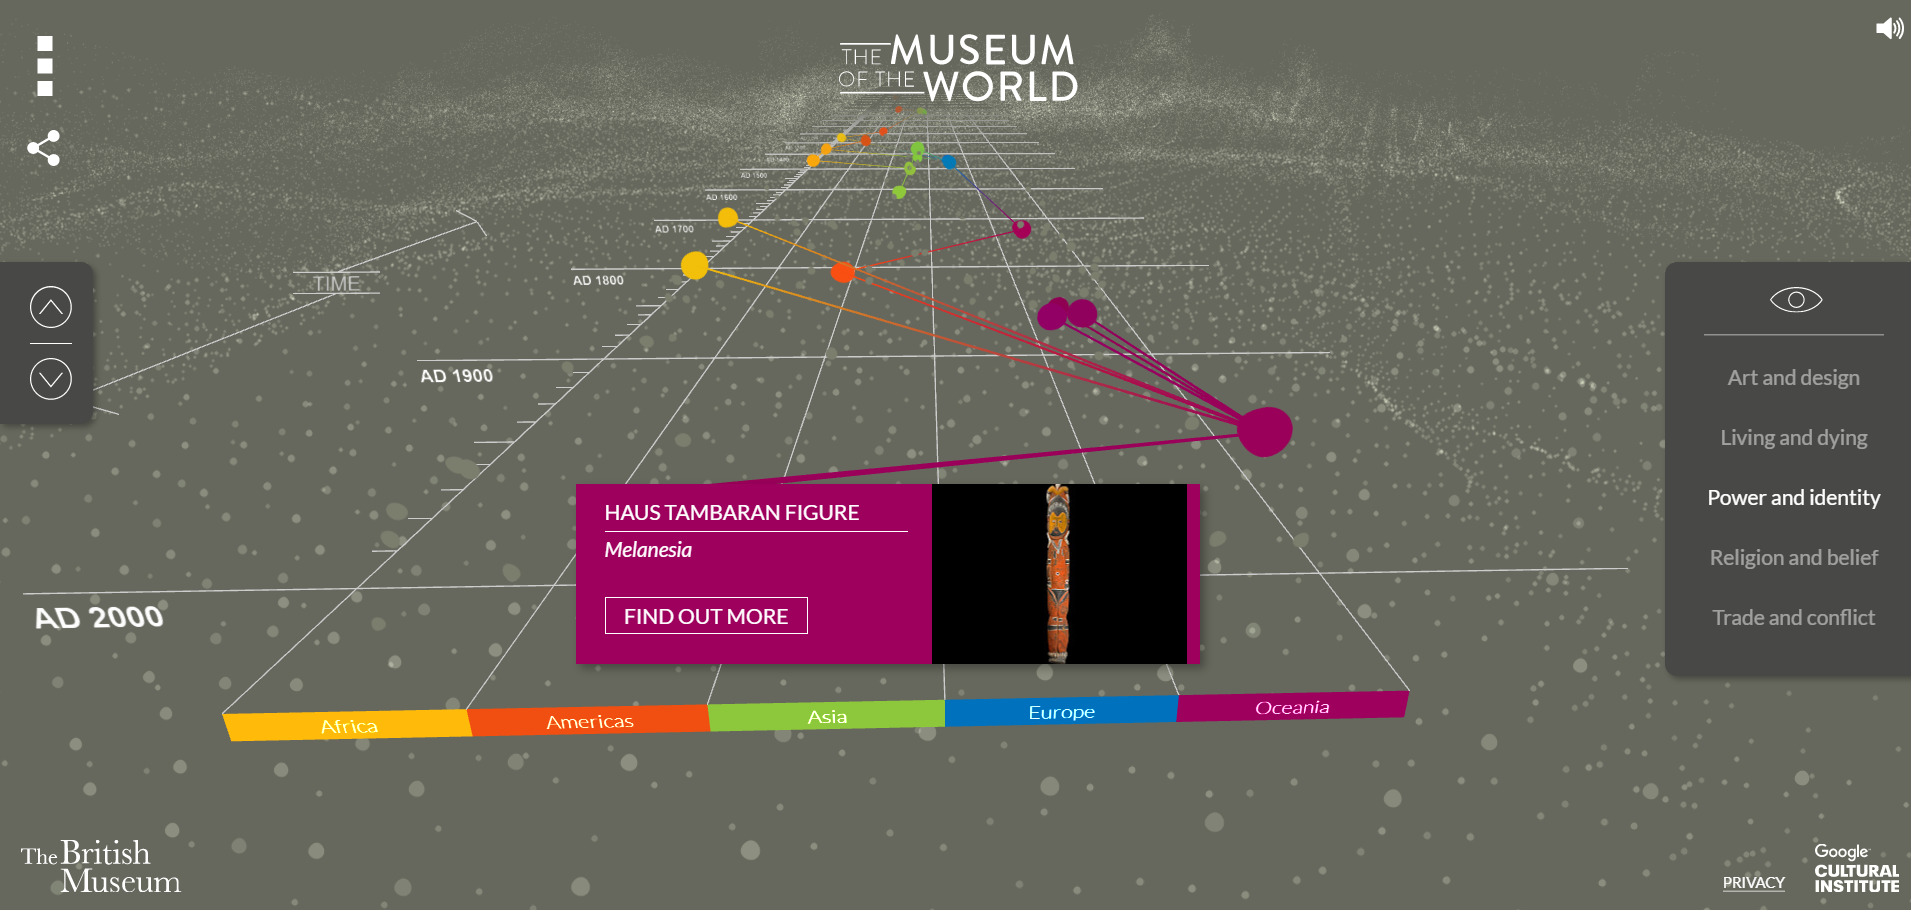 THE MUSEUM
OF THE WORLD
AD 1500
AD 1600
AD 1700
AD 1800
TIME
AD 1900
AD 2000
HAUS TAMBARAN FIGURE
Melanesia
FIND OUT MORE
Art and design
Living and dying
Power and identity
Religion and belief
Trade and conflict
Africa
Americas
Asia
Europe
Oceania
The British
Museum
PRIVACY
Google
CULTURAL
INSTITUTE